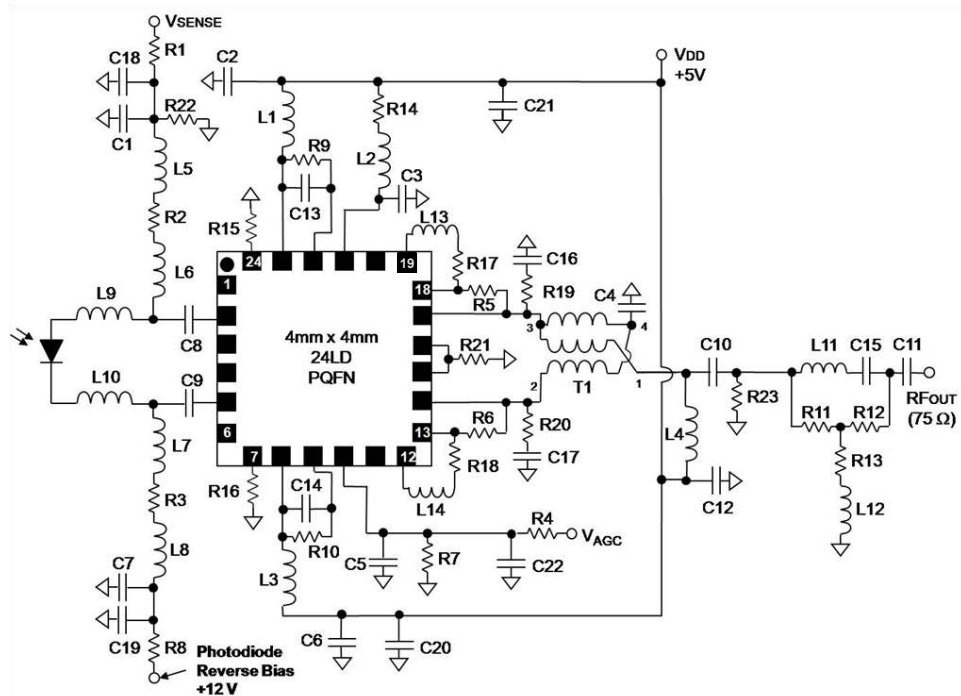 VSENSE
R1
C18
C2
VDD
+5V
R22
C1
L1
R14
C21
L5
R9
L2
C3
R2
C13
L13
R15
L6
24
19
R17
C16
1
18
R5
R19
C4
L9
C8
4mm x 4mm
24LD
PQFN
3
4
C10
L11
C15
C11
R21
T1
RFOUT
(75 Ω)
L10
C9
2
1
R23
R11
R12
R6
R20
L4
6
13
L7
7
12
R18
C17
R13
R16
C14
L14
C12
L12
R3
R10
R4
VAGC
L8
L3
C5
R7
C22
C7
C19
R8
C6
C20
Photodiode
Reverse Bias
+12 V